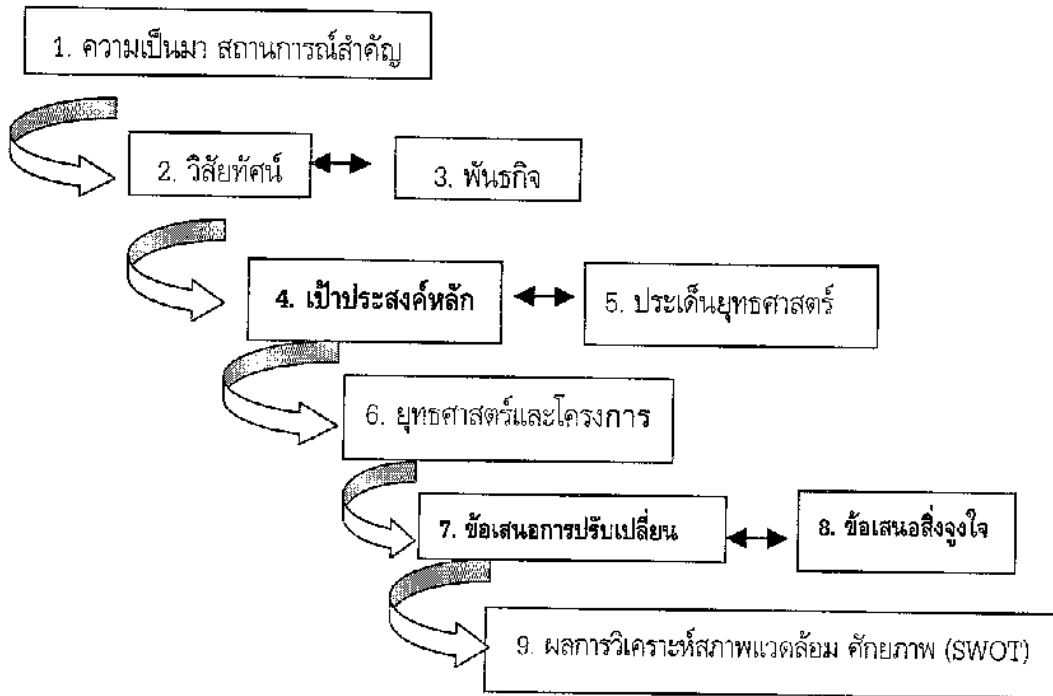 1. ความเป็นมา สถานการณ์สำคัญ
2. วิสัยทัศน์
3. พันธกิจ
4. เป้าประสงค์หลัก
5. ประเด็นยุทธศาสตร์
6. ยุทธศาสตร์และโครงการ
7. ข้อเสนอการปรับเปลี่ยน
8. ข้อเสนอสิ่งจูงใจ
9. ผลการวิเคราะห์สภาพแวดล้อม ศักยภาพ (SWOT)